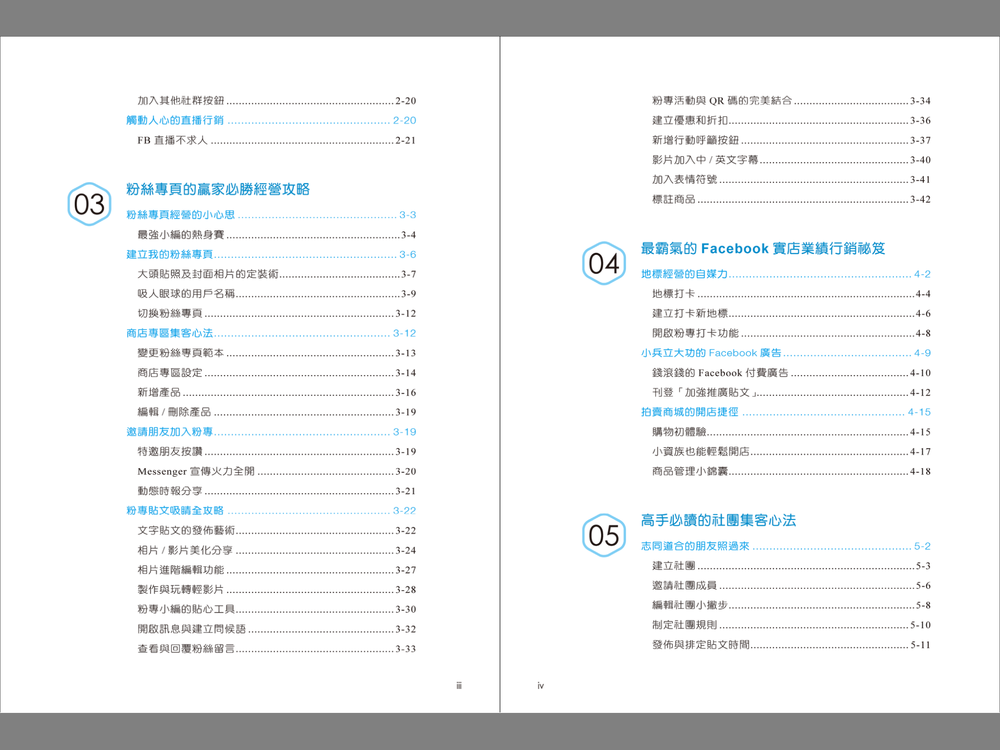 加入其他社群按鈕......................................................2-20
觸動人心的直播行銷................................................ 2-20
FB 直播不求人...........................................................2-21
03
粉絲專頁的贏家必勝經營攻略
粉絲專頁經營的小心思............................................... 3-3
最強小編的熱身賽........................................................3-4
建立我的粉絲專頁...................................................... 3-6
大頭貼照及封面相片的定裝術.......................................3-7
吸人眼球的用戶名稱.....................................................3-9
切換粉絲專頁.............................................................3-12
商店專區集客心法.................................................... 3-12
變更粉絲專頁範本......................................................3-13
商店專區設定.............................................................3-14
新增產品....................................................................3-16
編輯 / 刪除產品..........................................................3-19
邀請朋友加入粉專.................................................... 3-19
特邀朋友按讚.............................................................3-19
Messenger 宣傳火力全開............................................3-20
動態時報分享.............................................................3-21
粉專貼文吸睛全攻略................................................ 3-22
文字貼文的發佈藝術...................................................3-22
相片 / 影片美化分享...................................................3-24
相片進階編輯功能......................................................3-27
製作與玩轉輕影片......................................................3-28
粉專小編的貼心工具...................................................3-30
開啟訊息與建立問候語...............................................3-32
查看與回覆粉絲留言...................................................3-33
iii
粉專活動與 QR 碼的完美結合.....................................3-34
建立優惠和折扣..........................................................3-36
新增行動呼籲按鈕......................................................3-37
影片加入中 / 英文字幕................................................3-40
加入表情符號.............................................................3-41
標註商品....................................................................3-42
04
最霸氣的 Facebook 實店業績行銷祕笈
地標經營的自媒力...................................................... 4-2
地標打卡......................................................................4-4
建立打卡新地標............................................................4-6
開啟粉專打卡功能........................................................4-8
小兵立大功的 Facebook 廣告...................................... 4-9
錢滾錢的 Facebook 付費廣告......................................4-10
刊登「加強推廣貼文」.................................................4-12
拍賣商城的開店捷徑................................................ 4-15
購物初體驗.................................................................4-15
小資族也能輕鬆開店...................................................4-17
商品管理小錦囊..........................................................4-18
05
高手必讀的社團集客心法
志同道合的朋友照過來............................................... 5-2
建立社團......................................................................5-3
邀請社團成員...............................................................5-6
編輯社團小撇步............................................................5-8
制定社團規則.............................................................5-10
發佈與排定貼文時間...................................................5-11
iv